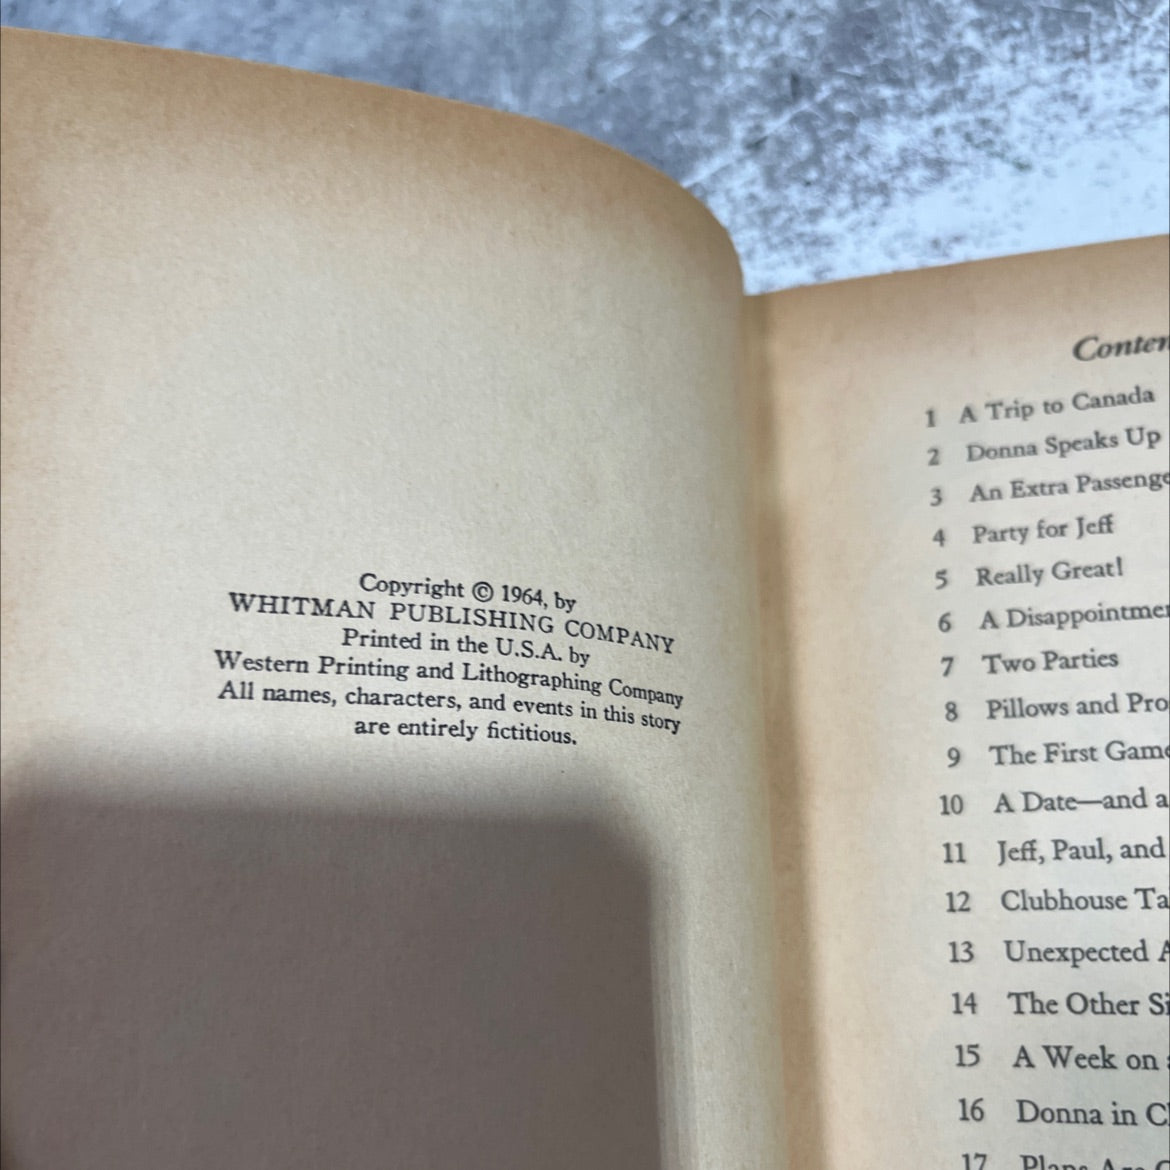 Copyright © 1964, by
WHITMAN PUBLISHING COMPANY
Printed in the U.S.A. by
Western Printing and Lithographing Company
All names, characters, and events in this story
are entirely fictitious.
1 A Trip to Canada
2 Donna Speaks Up
3 An Extra
4 Party for Jeff
5 Really Great!
6 A
7 Two Parties
8 Pillows and
9 The First
10 A Date—and a
11 Jeff, Paul, and
12 Clubhouse
13 Unexpected
14 The Other
15 A Week on
16 Donna in
17